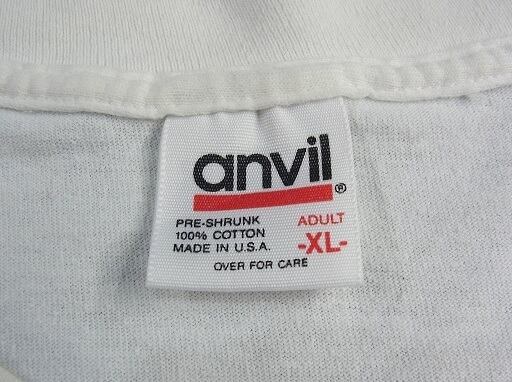 anvil®
PRE-SHRUNK
100% COTTON
MADE IN U.S.A.
ADULT
-XL-
OVER FOR CARE